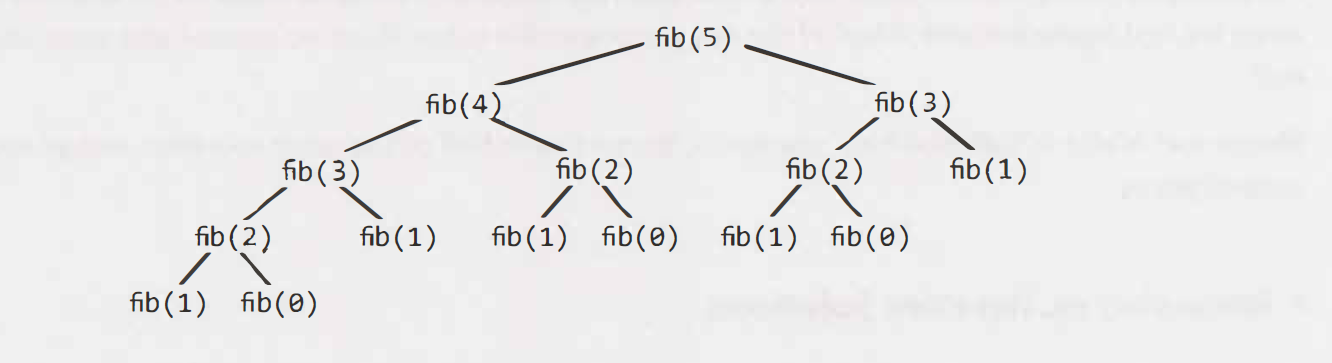 fib(5)
fib(4) fib(3)
fib(3) fib(2) fib(2) fib(1)
fib(2) fib(1) fib(1) fib(0) fib(1) fib(0)
fib(1) fib(0)